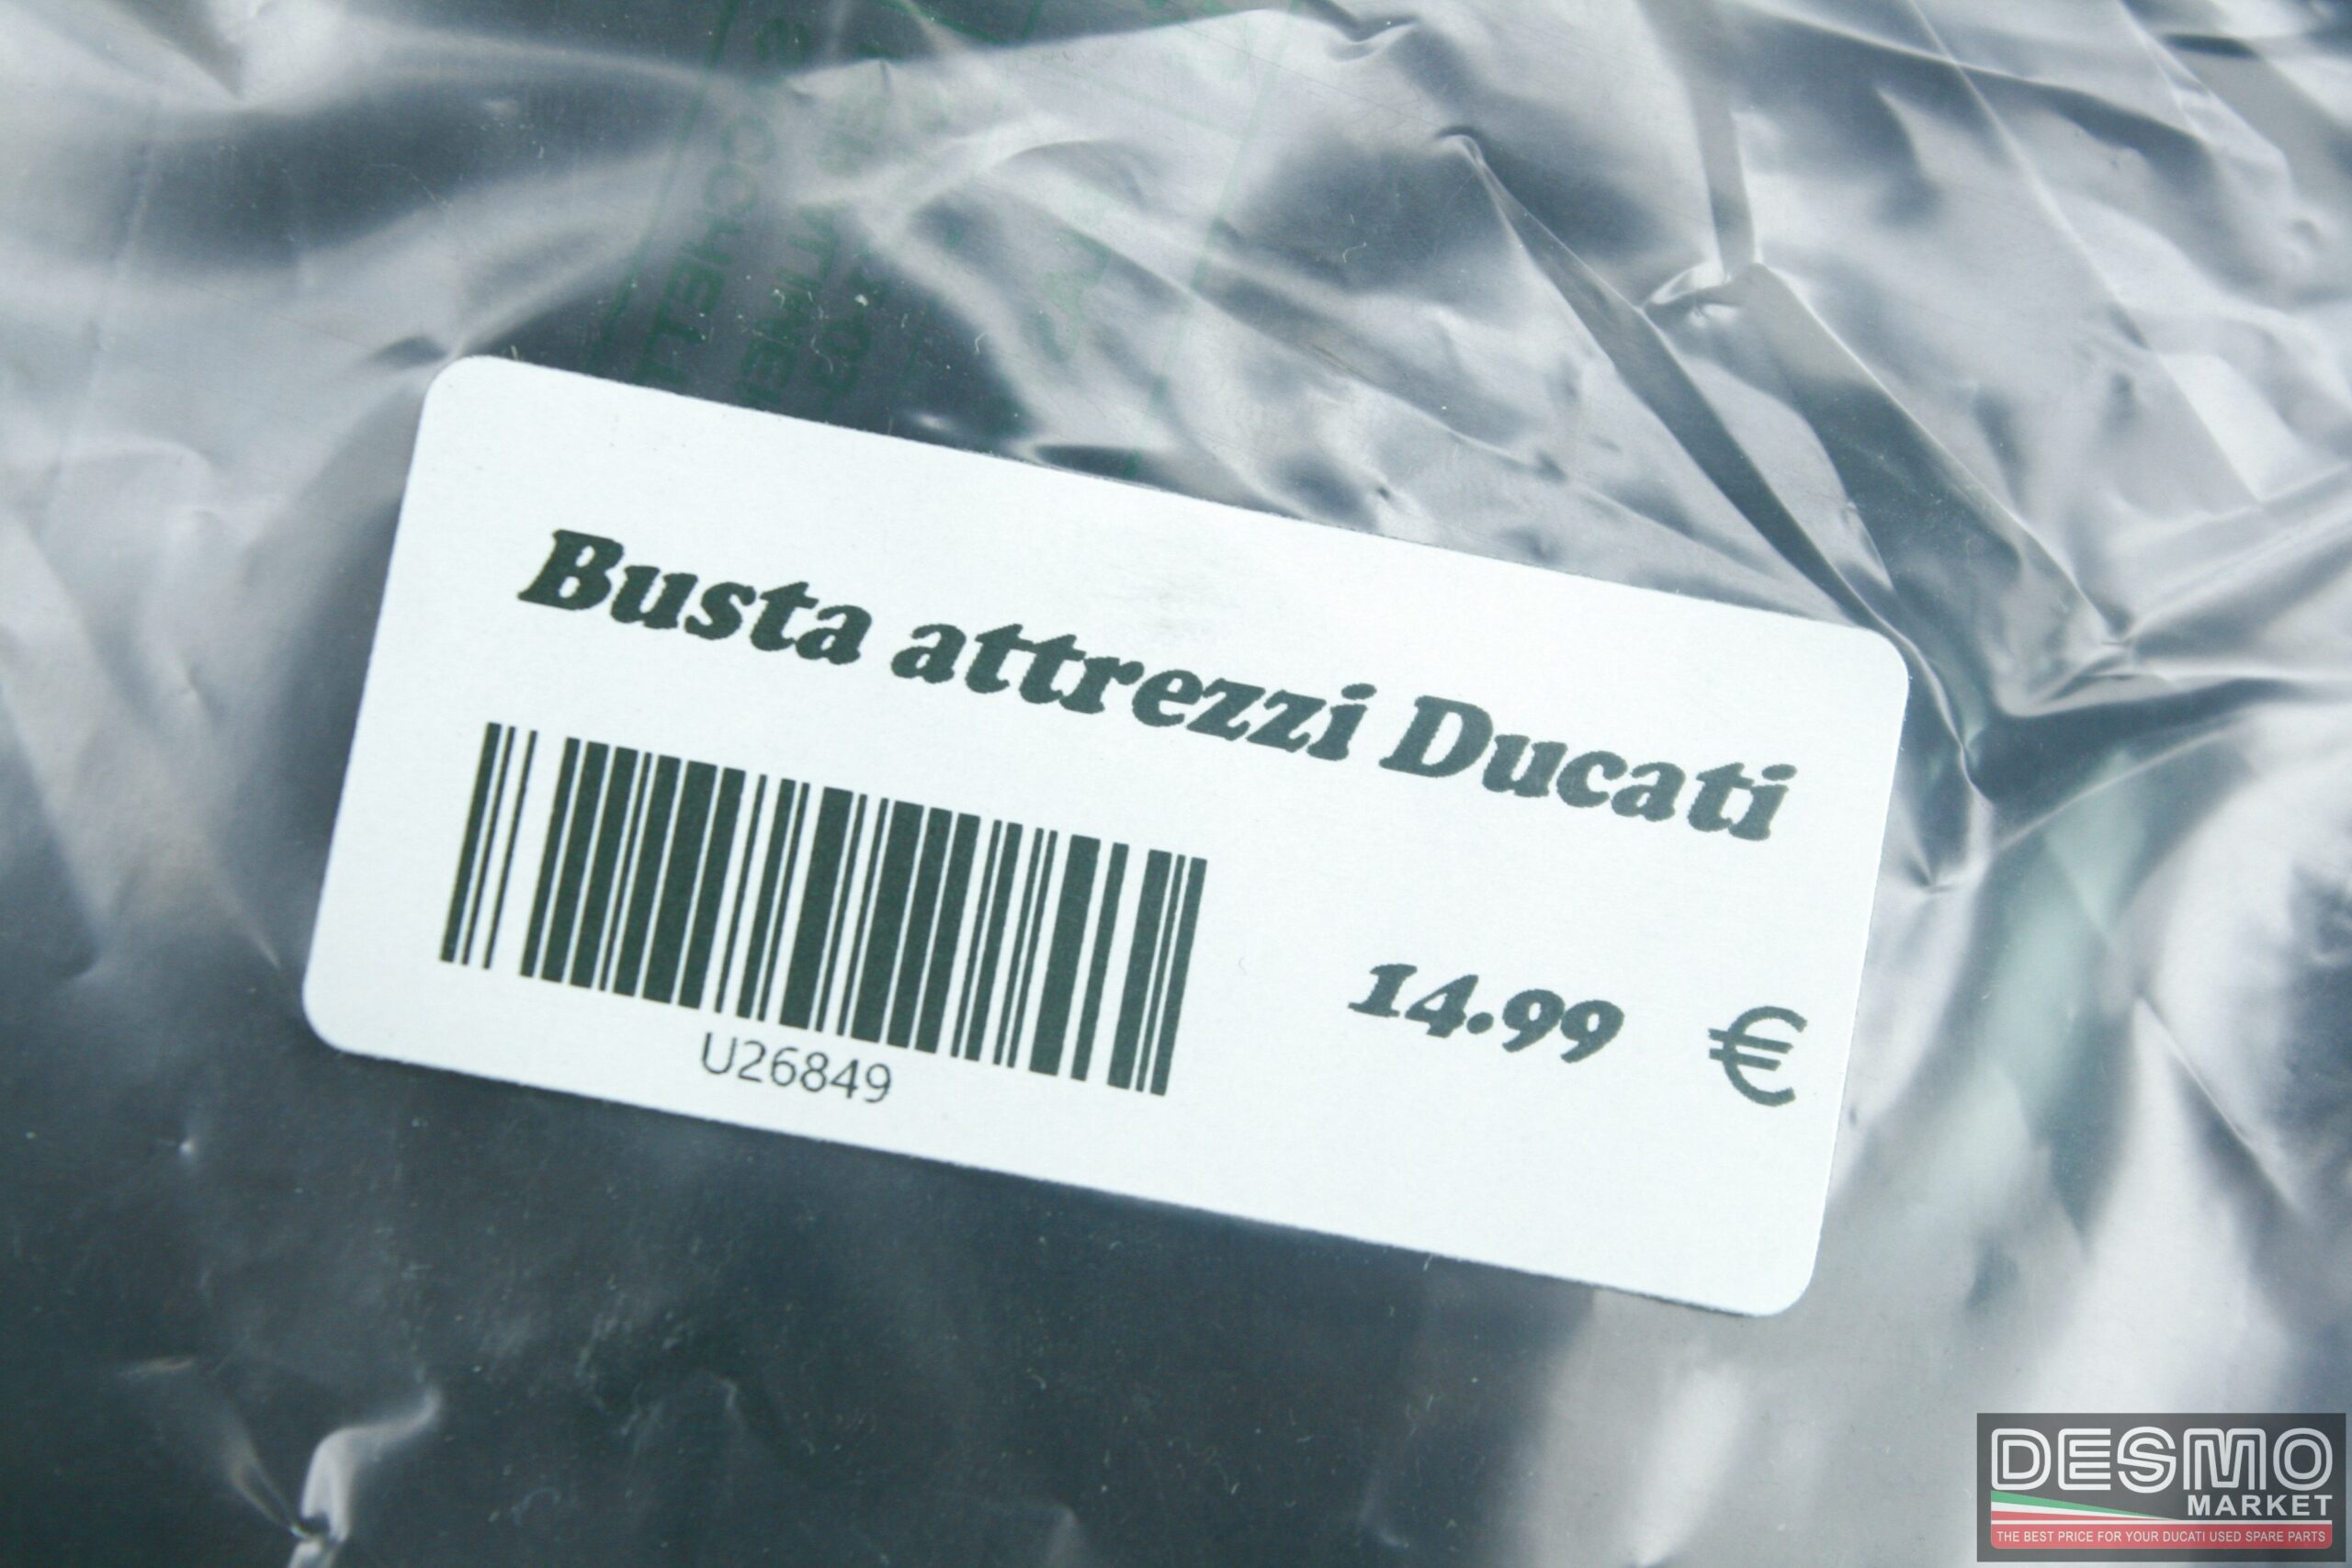 Busta attrezzi Ducati
14.99 €
U26849
DESMO
MARKET
THE BEST PRICE FOR YOUR DUCATI USED SPARE PARTS